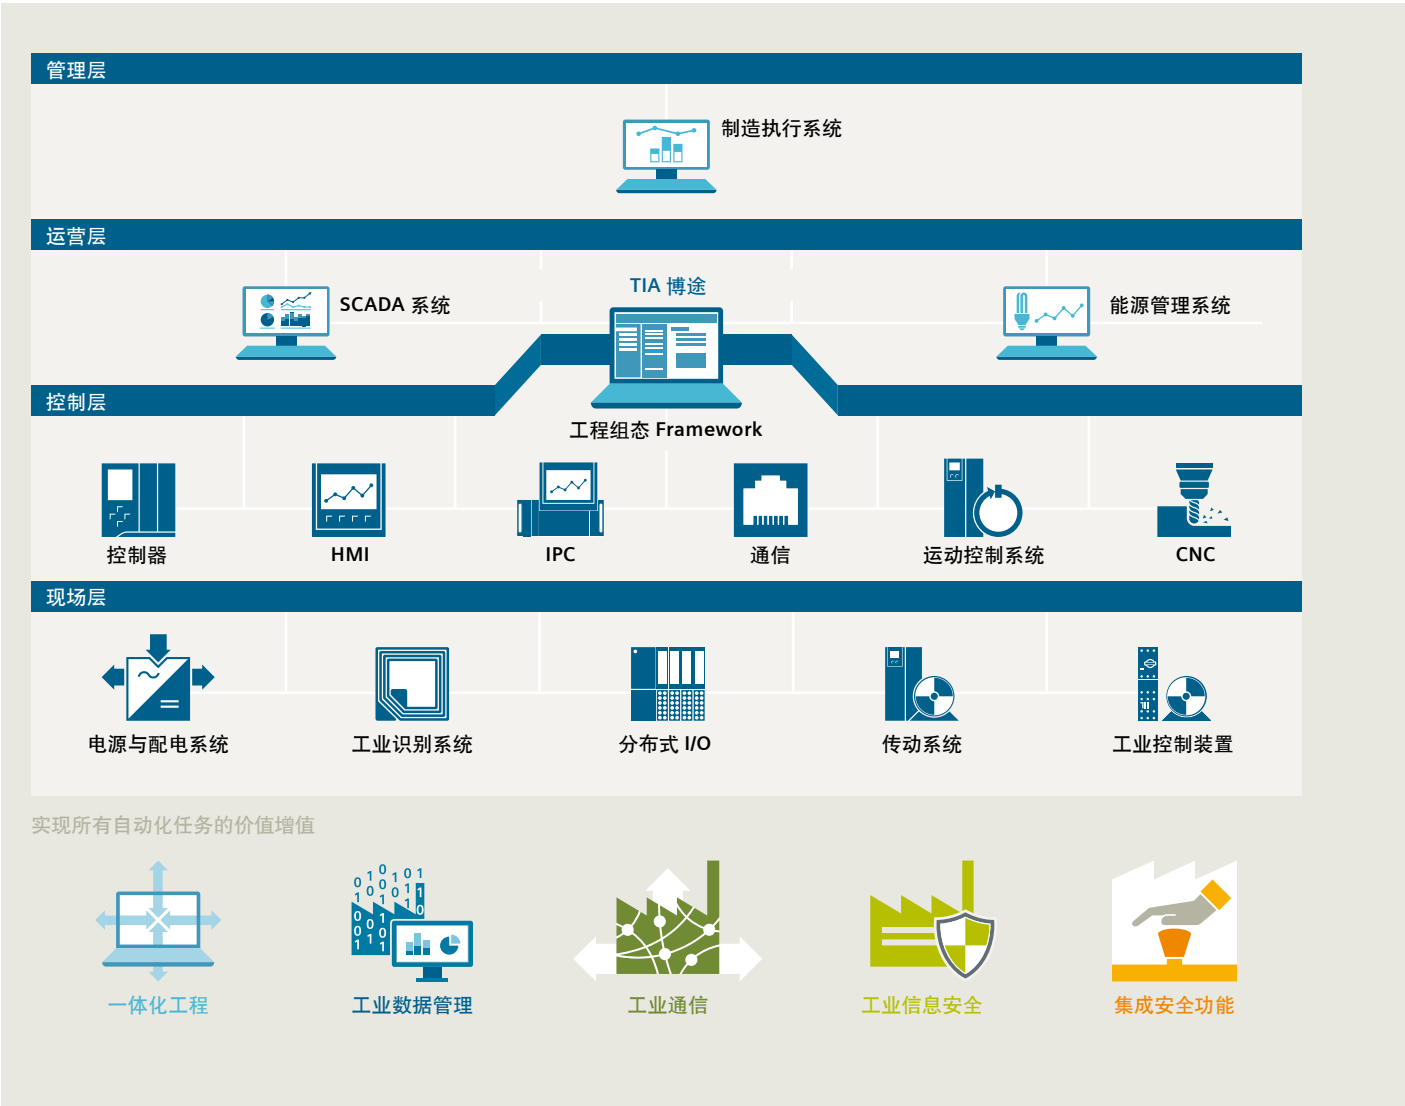 管理层
制造执行系统
运营层
TIA 博途
SCADA 系统
能源管理系统
控制层
工程组态 Framework
控制器
HMI
IPC
通信
运动控制系统
CNC
现场层
电源与配电系统
工业识别系统
分布式 I/O
传动系统
工业控制装置
实现所有自动化任务的价值增值
一体化工程
工业数据管理
工业通信
工业信息安全
集成安全功能